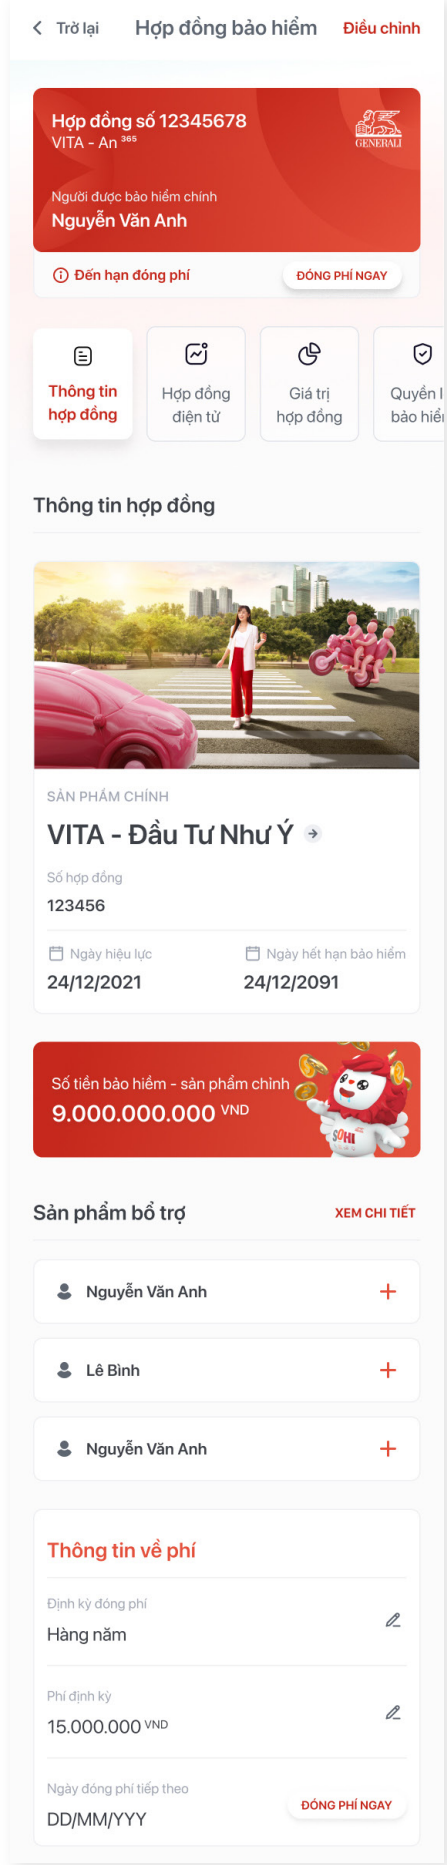 Trở lại
Hợp đồng bảo hiểm
Điều chỉnh
Hợp đồng số 12345678
VITA - An 365
GENERALI
Người được bảo hiểm chính
Nguyễn Văn Anh
Đến hạn đóng phí
ĐÓNG PHÍ NGAY
Thông tin
hợp đồng
Hợp đồng
điện tử
Giá trị
hợp đồng
Quyền l
bảo hiể
Thông tin hợp đồng
SẢN PHẨM CHÍNH
VITA - Đầu Tư Như Ý
Số hợp đồng
123456
Ngày hiệu lực
24/12/2021
Ngày hết hạn bảo hiểm
24/12/2091
Số tiền bảo hiểm - sản phẩm chính
9.000.000.000 VND
SÔHI
Sản phẩm bổ trợ
XEM CHI TIẾT
Nguyễn Văn Anh
Lê Bình
Nguyễn Văn Anh
Thông tin về phí
Định kỳ đóng phí
Hàng năm
Phí định kỳ
15.000.000 VND
Ngày đóng phí tiếp theo
DD/MM/YYY
ĐÓNG PHÍ NGAY